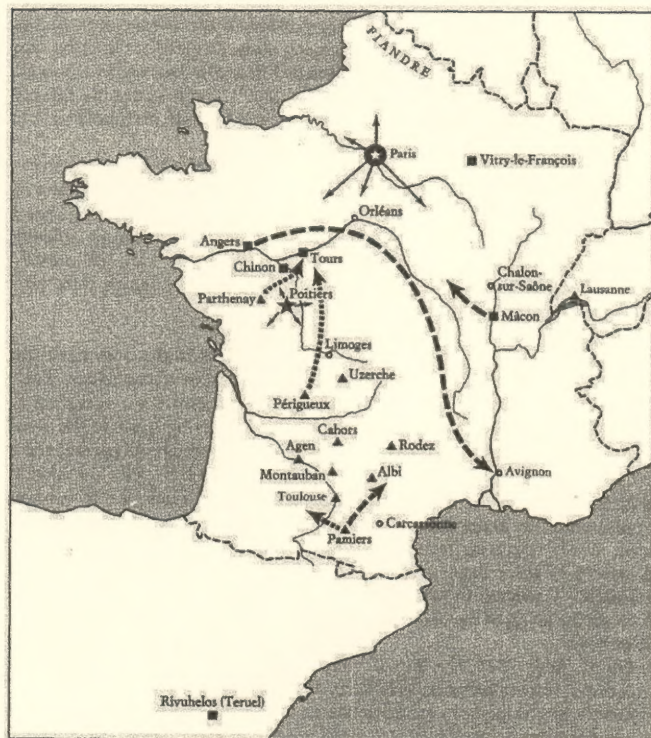 FIANDRE
Paris
Vitry-le-François
Orléans
Angers
Tours
Chinon
Chalon-
sur-Saône
Lausanne
Parthenay
Poitiers
Mâcon
Limoges
Uzerche
Périgueux
Cahors
Agen
Rodez
Montauban
Albi
Avignon
Toulouse
Carcassonne
Pamiers
Rivuhelos (Teruel)